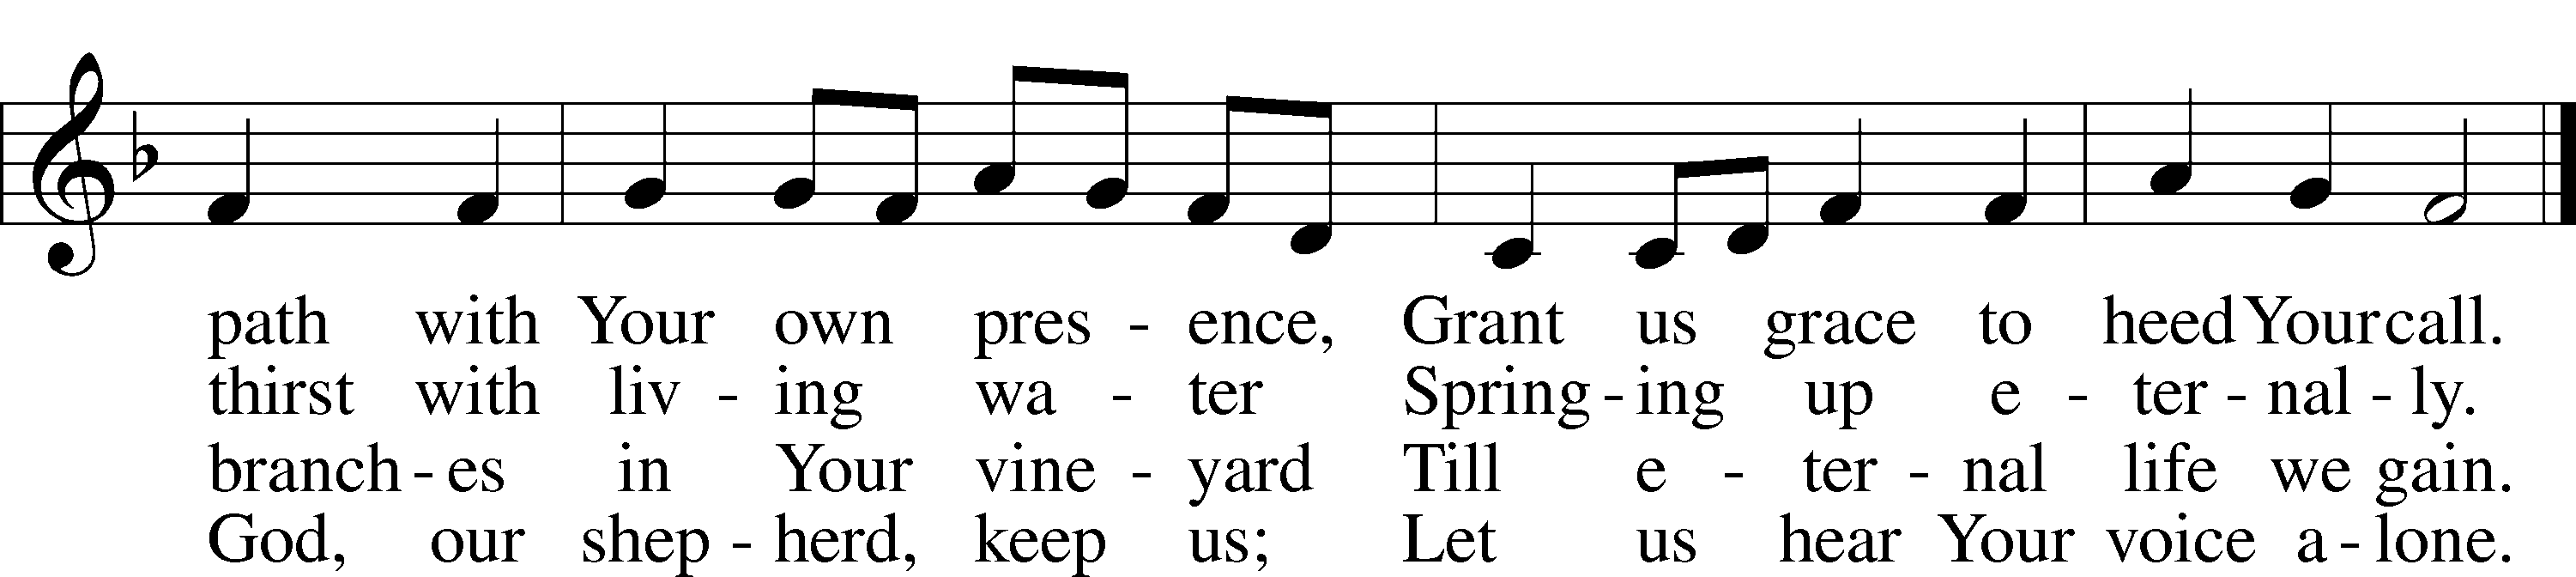 path with Your own pres - ence, Grant us grace to heed Your call.
thirst with liv - ing wa - ter Spring - ing up e - ter - nal - ly.
branch - es in Your vine - yard Till e - ter - nal life we gain.
God, our shep - herd, keep us; Let us hear Your voice a - lone.